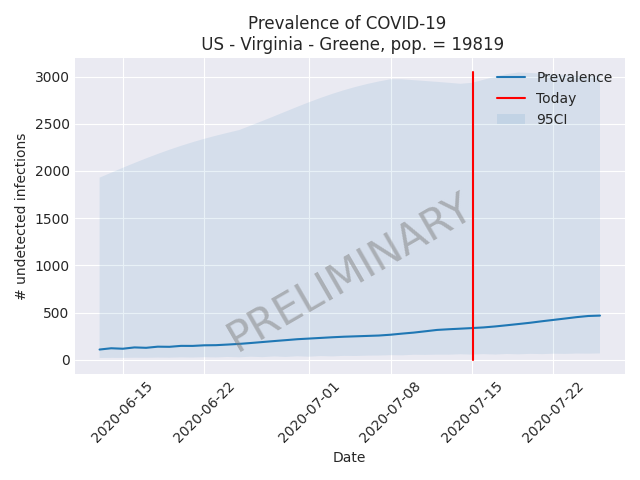 Prevalence of COVID-19
US - Virginia - Greene, pop. = 19819
Prevalence
Today
95CI
3000
2500
2000
1500
1000
500
0
# undetected infections
PRELIMINARY
2020-06-15
2020-06-22
2020-07-01
2020-07-08
2020-07-15
2020-07-22
Date